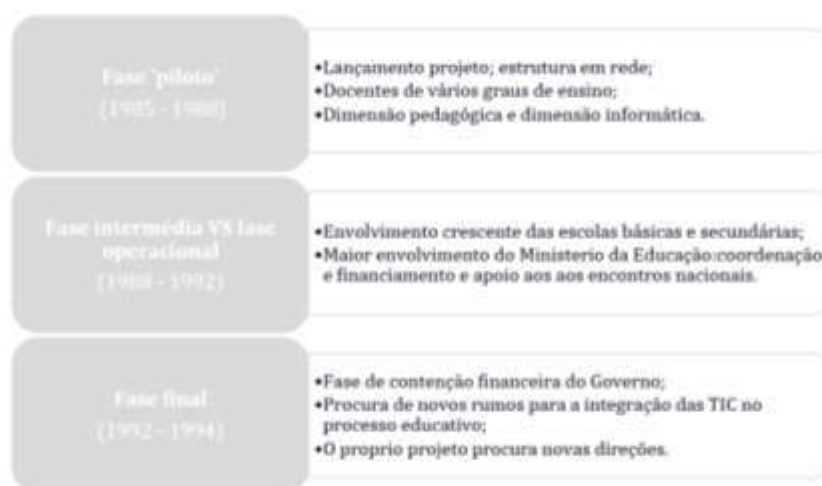 Fase 'piloto'
(1985 - 1988)
•Lançamento projeto; estrutura em rede;
•Docentes de vários graus de ensino;
•Dimensão pedagógica e dimensão informática.
Fase intermédia VS fase
operacional
(1988 - 1992)
•Envolvimento crescente das escolas básicas e secundárias;
•Maior envolvimento do Ministerio da Educação:coordenação
e financiamento e apoio aos aos encontros nacionais.
Fase final
(1992 - 1994)
•Fase de contenção financeira do Governo;
•Procura de novos rumos para a integração das TIC no
processo educativo;
•O proprio projeto procura novas direções.